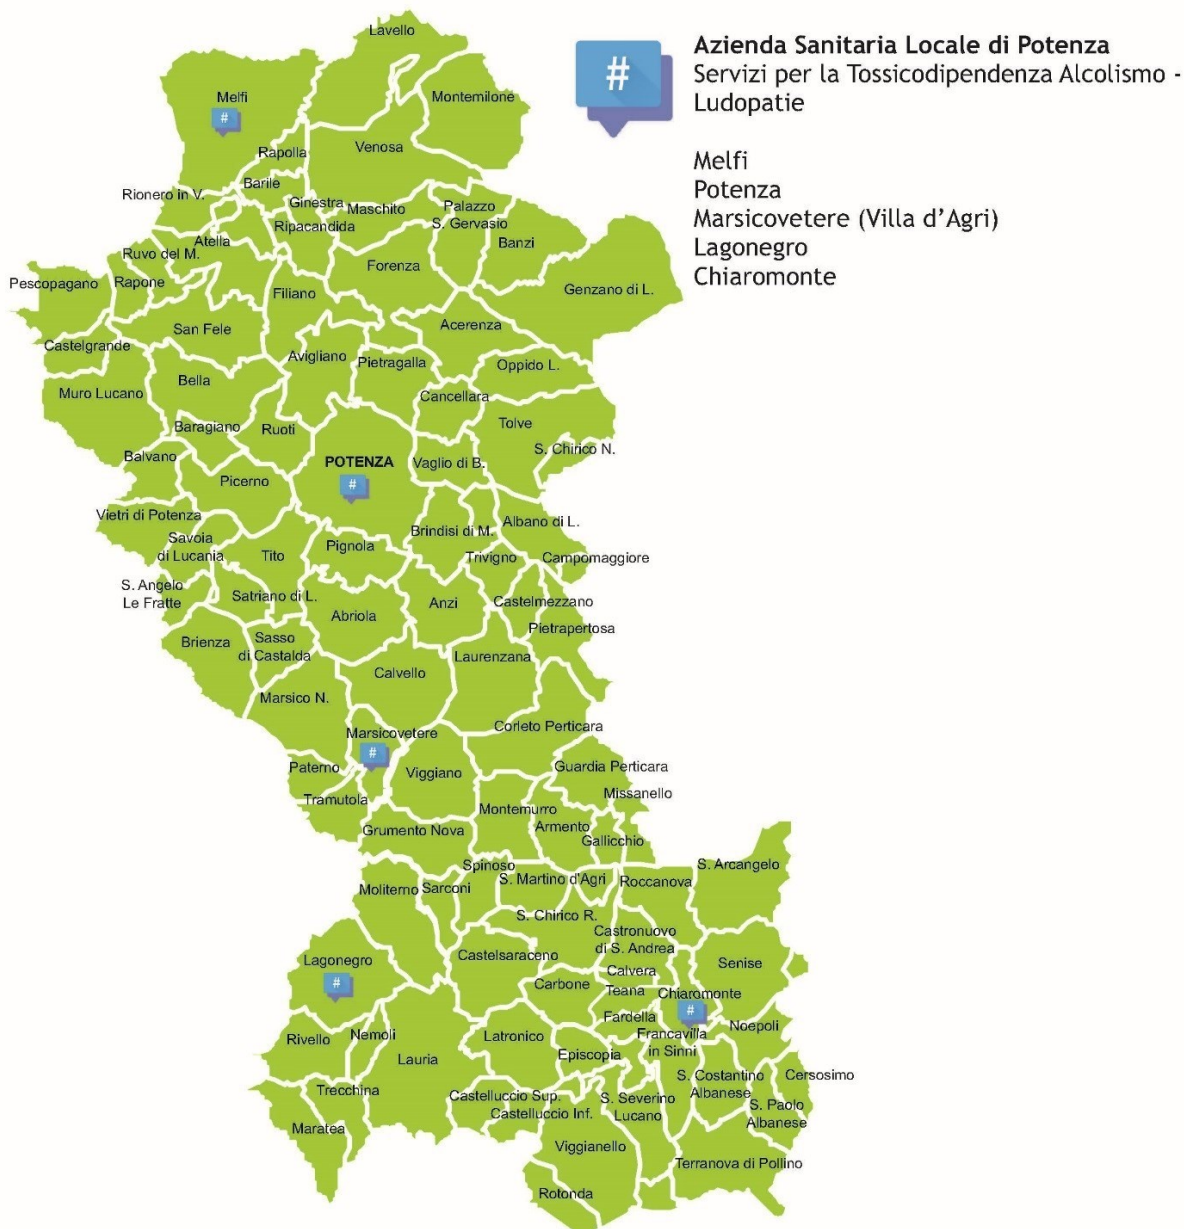 #
Azienda Sanitaria Locale di Potenza
Servizi per la Tossicodipendenza Alcolismo -
Ludopatie
Melfi
Potenza
Marsicovetere (Villa d'Agri)
Lagonegro
Chiaromonte
Lavello
Melfi
#
Montemilone
Venosa
Rapolla
Barile
Rionero in V.
Ginestra
Maschito
Palazzo
S. Gervasio
Ripacandida
Atella
Banzi
Ruvo del M.
Forenza
Pescopagano
Rapone
Filiano
Genzano di L.
San Fele
Acerenza
Castelgrande
Avigliano
Pietragalla
Oppido L.
Bella
Muro Lucano
Cancellara
Tolve
Baragiano
Ruoti
S. Chirico N.
Balvano
POTENZA
#
Vaglio di B.
Picerno
Vietri di Potenza
Albano di L.
Savoia
di Lucania
Brindisi di M.
Tito
Pignola
Trivigno
Campomaggiore
S. Angelo
Le Fratte
Satriano di L.
Abriola
Anzi
Castelmezzano
Pietrapertosa
Brienza
Sasso
di Castalda
Laurenzana
Calvello
Marsico N.
Corleto Perticara
Marsicovetere
#
Paterno
Viggiano
Guardia Perticara
Tramutola
Missanello
Montemurro
Armento
Grumento Nova
Gallicchio
Spinoso
S. Arcangelo
Moliterno
Sarconi
S. Martino d'Agri
Roccanova
S. Chirico R.
Castronuovo
di S. Andrea
Lagonegro
#
Castelsaraceno
Senise
Calvera
Carbone
Teana
Chiaromonte
#
Fardella
Noepoli
Rivello
Nemoli
Latronico
Francavilla
in Sinni
Lauria
Episcopia
Trecchina
S. Costantino
Albanese
Cersosimo
Castelluccio Sup.
Castelluccio Inf.
S. Severino
Lucano
S. Paolo
Albanese
Maratea
Viggianello
Terranova di Pollino
Rotonda